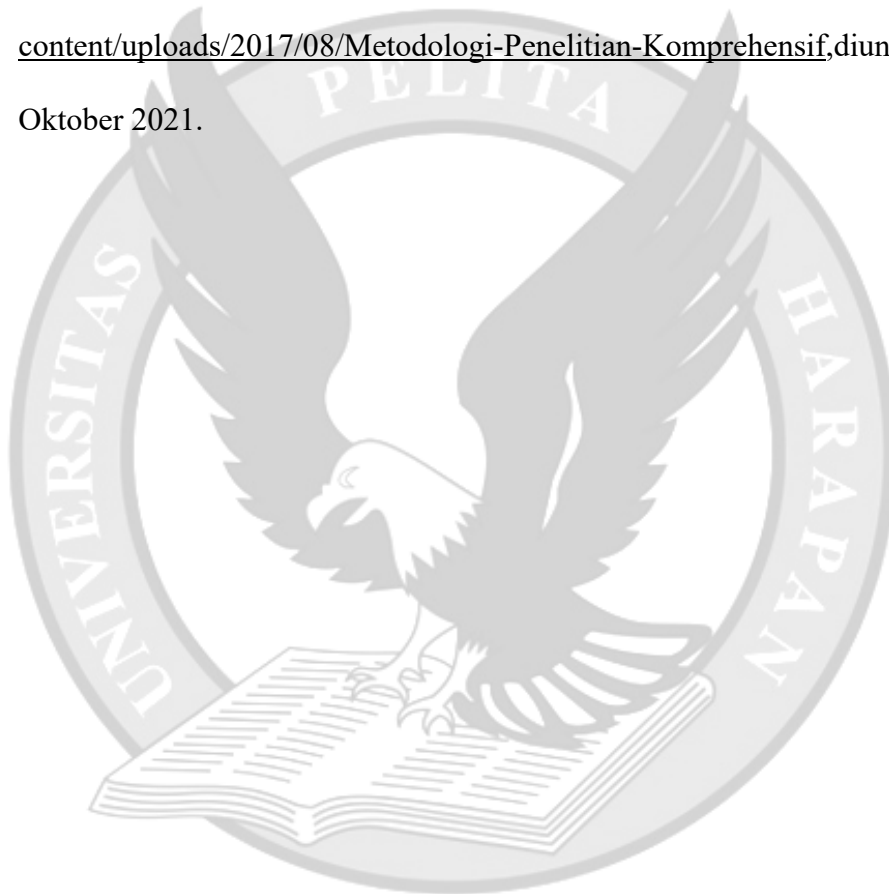 content/uploads/2017/08/Metodologi-Penelitian-Komprehensif,diun
Oktober 2021.
UNIVERSITAS PELITA HARAPAN